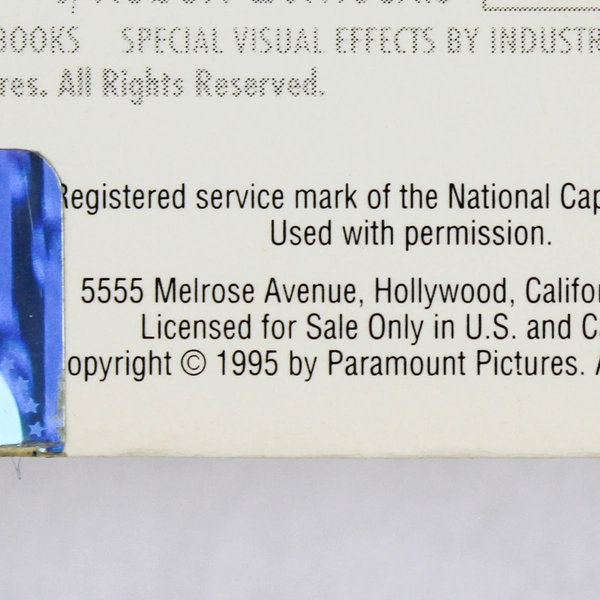 BOOKS SPECIAL VISUAL EFFECTS BY INDUSTR
res. All Rights Reserved.
Registered service mark of the National Cap
Used with permission.
5555 Melrose Avenue, Hollywood, Califor
Licensed for Sale Only in U.S. and C
opyright © 1995 by Paramount Pictures. A